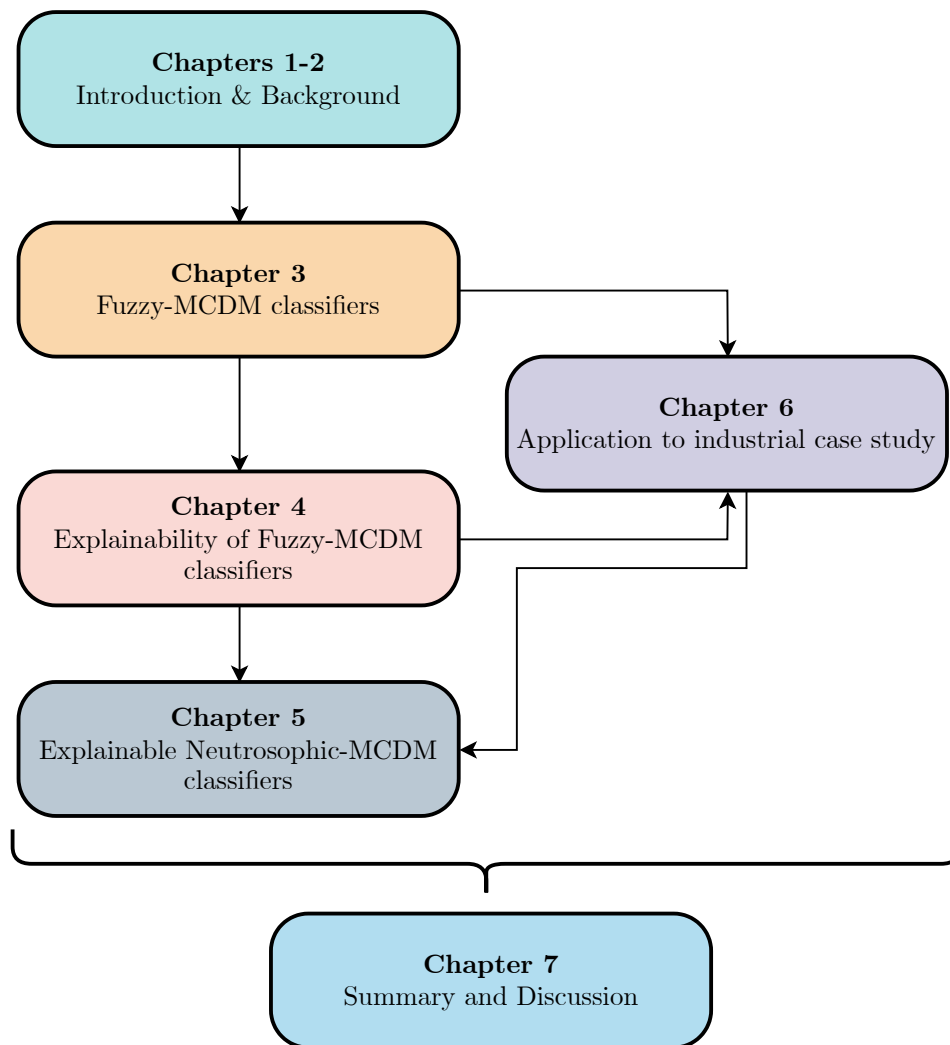 Chapters 1-2
Introduction & Background
Chapter 3
Fuzzy-MCDM classifiers
Chapter 6
Application to industrial case study
Chapter 4
Explainability of Fuzzy-MCDM
classifiers
Chapter 5
Explainable Neutrosophic-MCDM
classifiers
Chapter 7
Summary and Discussion